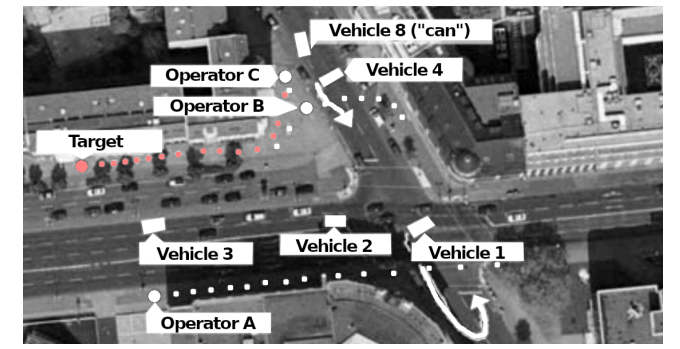 Vehicle 8 ("can")
Operator C
Vehicle 4
Operator B
Target
Vehicle 3
Vehicle 2
Vehicle 1
Operator A